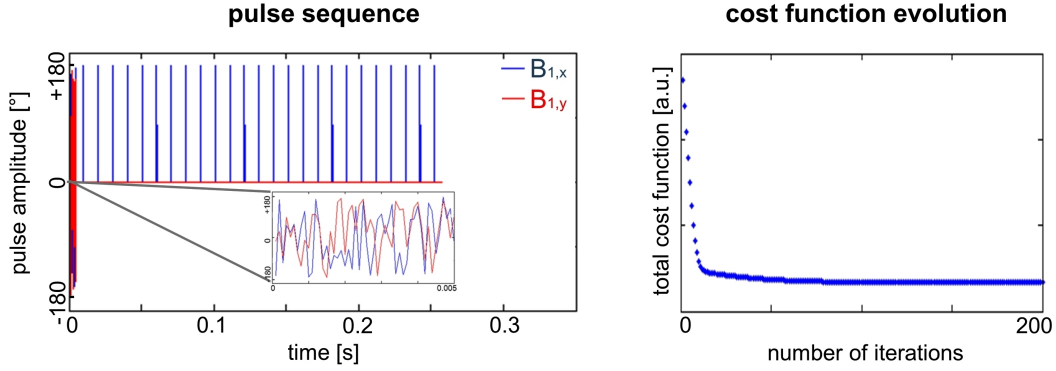 pulse sequence
cost function evolution
+180
0
-180
pulse amplitude [°]
B1,x
B1,y
+180
0
-180
0
0.005
0
0.1
0.2
0.3
time [s]
total cost function [a.u.]
0
200
number of iterations